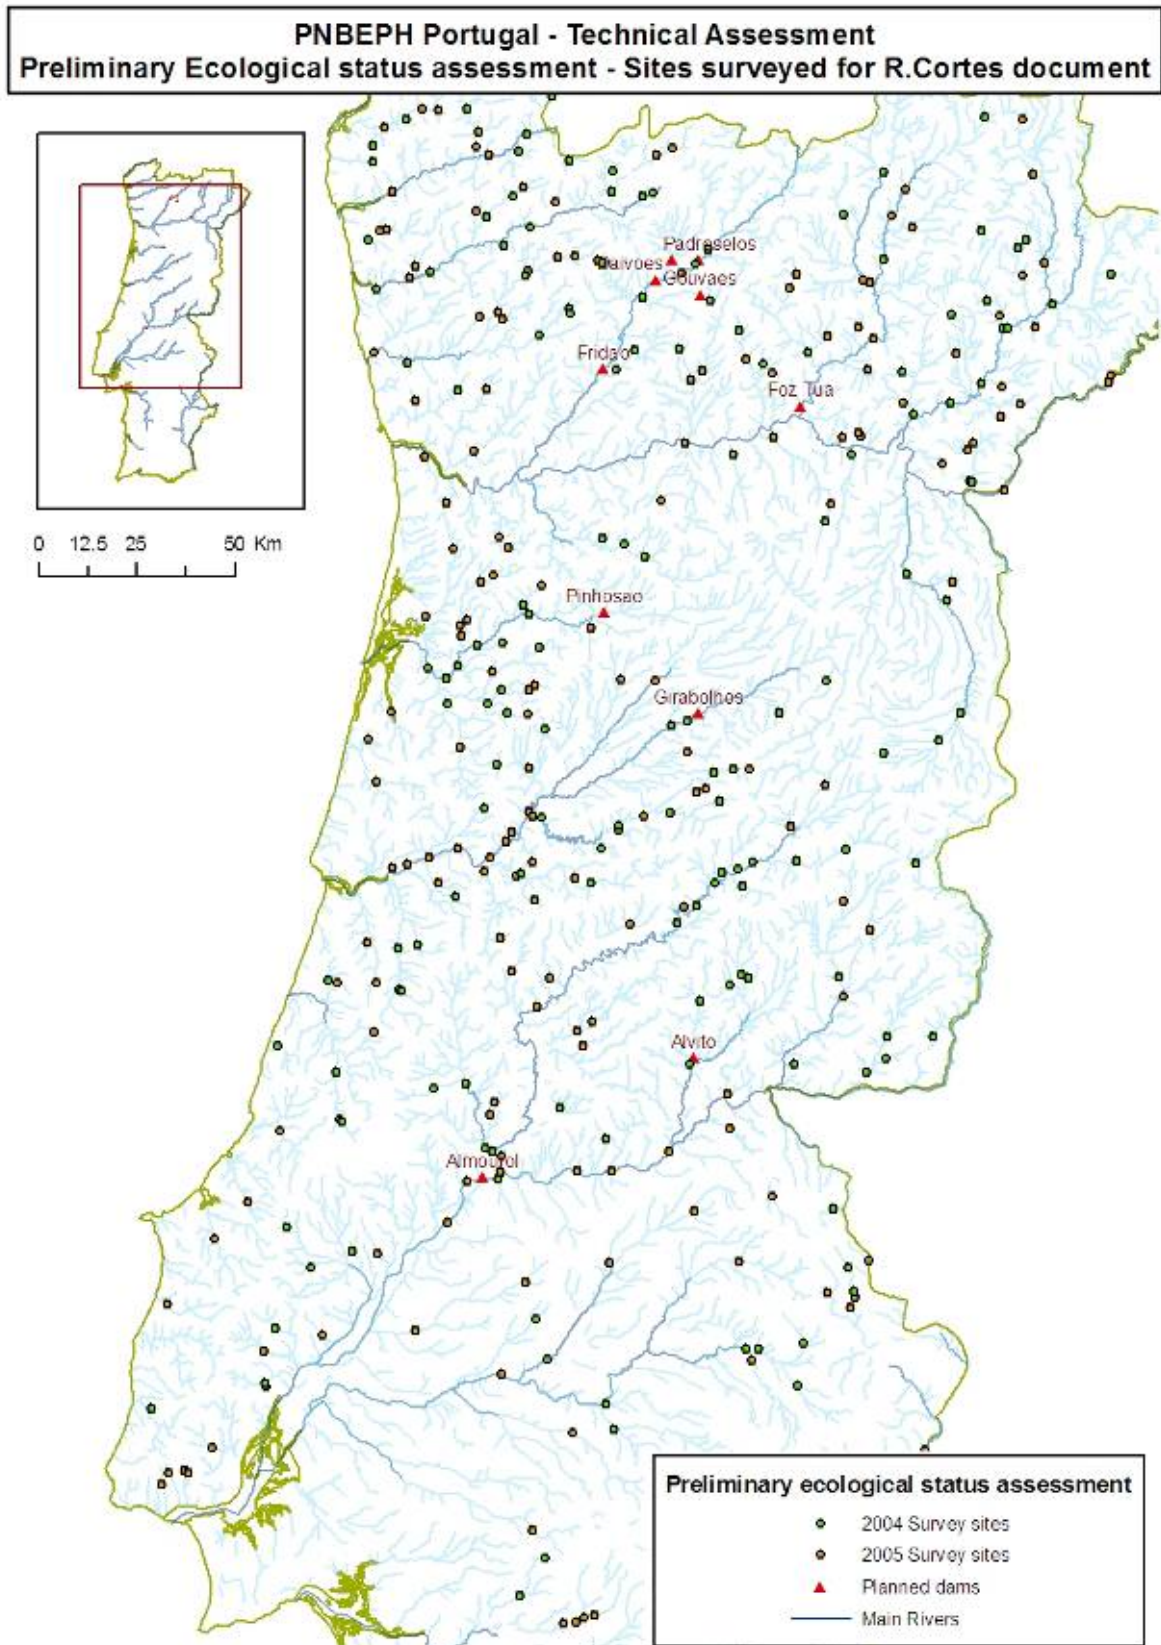 PNBEPH Portugal - Technical Assessment
Preliminary Ecological status assessment - Sites surveyed for R.Cortes document
0 12.5 25 50 Km
Padroselos
Gouvaes
Fridao
Foz Tua
Pinhosao
Girabolhos
Alvito
Almourol
Preliminary ecological status assessment
2004 Survey sites
2005 Survey sites
Planned dams
Main Rivers